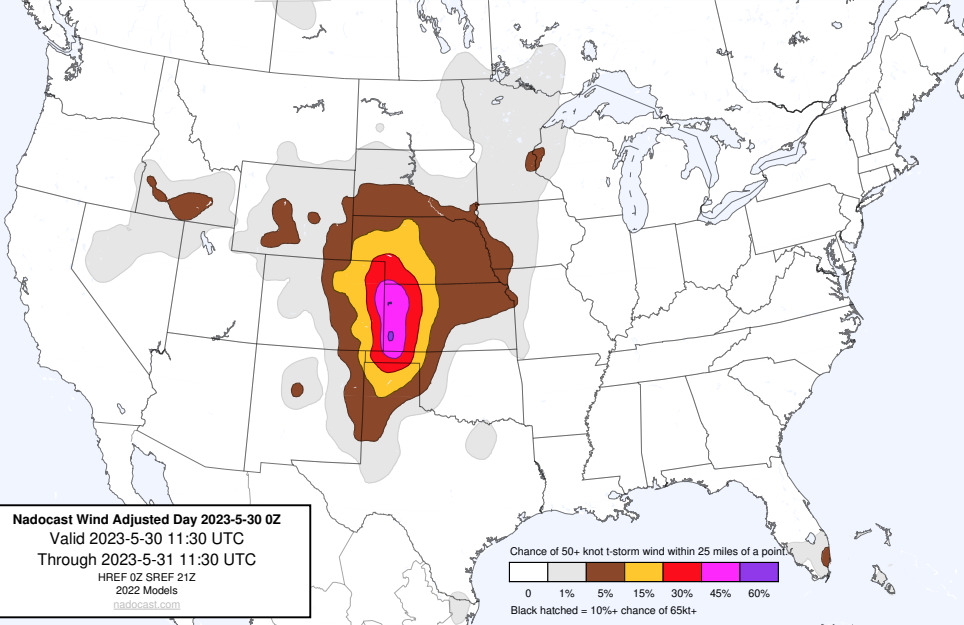 Nadocast Wind Adjusted Day 2023-5-30 0Z
Valid 2023-5-30 11:30 UTC
Through 2023-5-31 11:30 UTC
HREF 0Z SREF 21Z
2022 Models
nadocast.com
Chance of 50+ knot t-storm wind within 25 miles of a point.
0 1% 5% 15% 30% 45% 60%
Black hatched = 10%+ chance of 65kt+